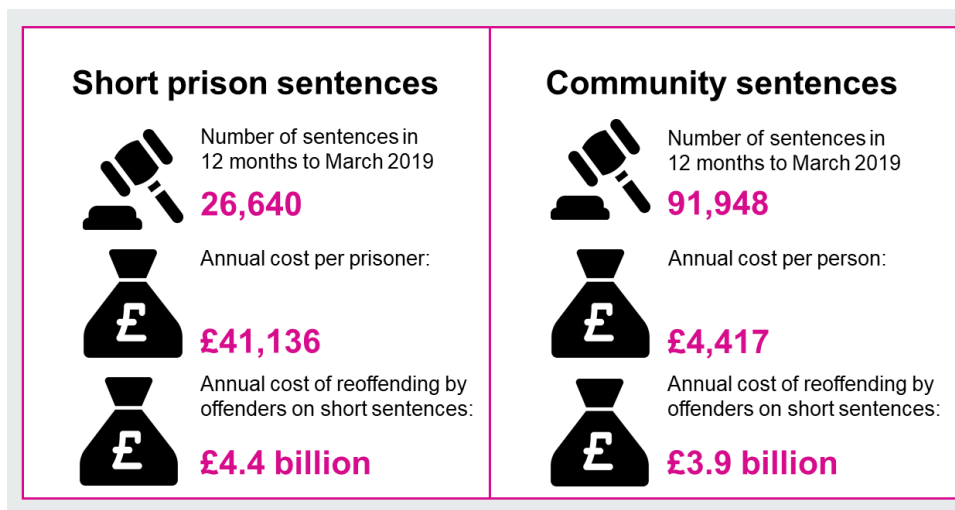 Short prison sentences
Number of sentences in
12 months to March 2019
26,640
Annual cost per prisoner:
£
£41,136
Annual cost of reoffending by
offenders on short sentences:
£
£4.4 billion
Community sentences
Number of sentences in
12 months to March 2019
91,948
Annual cost per person:
£
£4,417
Annual cost of reoffending by
offenders on short sentences:
£
£3.9 billion